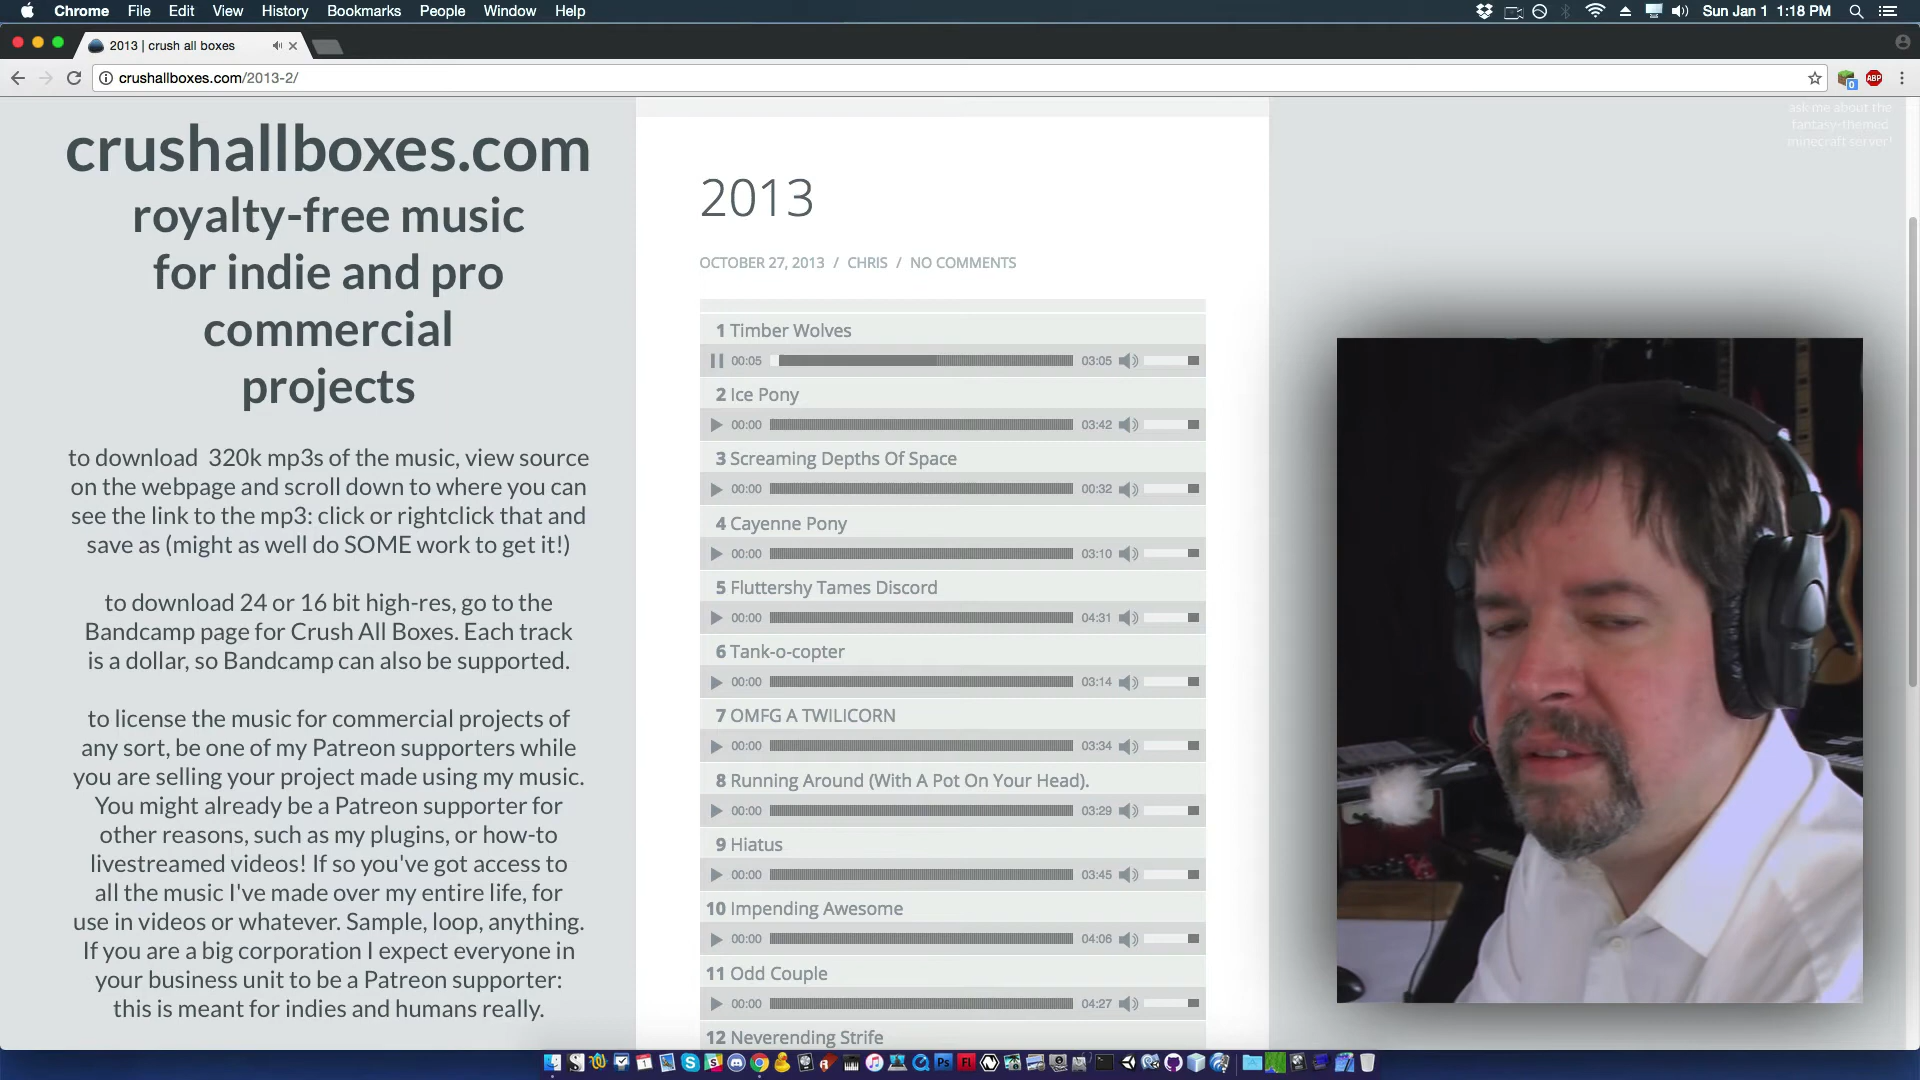 Chrome File Edit View History Bookmarks People Window Help
Sun Jan 1 1:18 PM
2013 | crush all boxes
crushallboxes.com/2013-2/
0
ABP
ask me about the
fantasy-themed
minecraft server!
crushallboxes.com
royalty-free music
for indie and pro
commercial
projects
to download 320k mp3s of the music, view source
on the webpage and scroll down to where you can
see the link to the mp3: click or rightclick that and
save as (might as well do SOME work to get it!)
to download 24 or 16 bit high-res, go to the
Bandcamp page for Crush All Boxes. Each track
is a dollar, so Bandcamp can also be supported.
to license the music for commercial projects of
any sort, be one of my Patreon supporters while
you are selling your project made using my music.
You might already be a Patreon supporter for
other reasons, such as my plugins, or how-to
livestreamed videos! If so you've got access to
all the music I've made over my entire life, for
use in videos or whatever. Sample, loop, anything.
If you are a big corporation I expect everyone in
your business unit to be a Patreon supporter:
this is meant for indies and humans really.
2013
OCTOBER 27, 2013 / CHRIS / NO COMMENTS
1 Timber Wolves
00:05 03:05
2 Ice Pony
00:00 03:42
3 Screaming Depths Of Space
00:00 00:32
4 Cayenne Pony
00:00 03:10
5 Fluttershy Tames Discord
00:00 04:31
6 Tank-o-copter
00:00 03:14
7 OMFG A TWILICORN
00:00 03:34
8 Running Around (With A Pot On Your Head).
00:00 03:29
9 Hiatus
00:00 03:45
10 Impending Awesome
00:00 04:06
11 Odd Couple
00:00 04:27
12 Neverending Strife